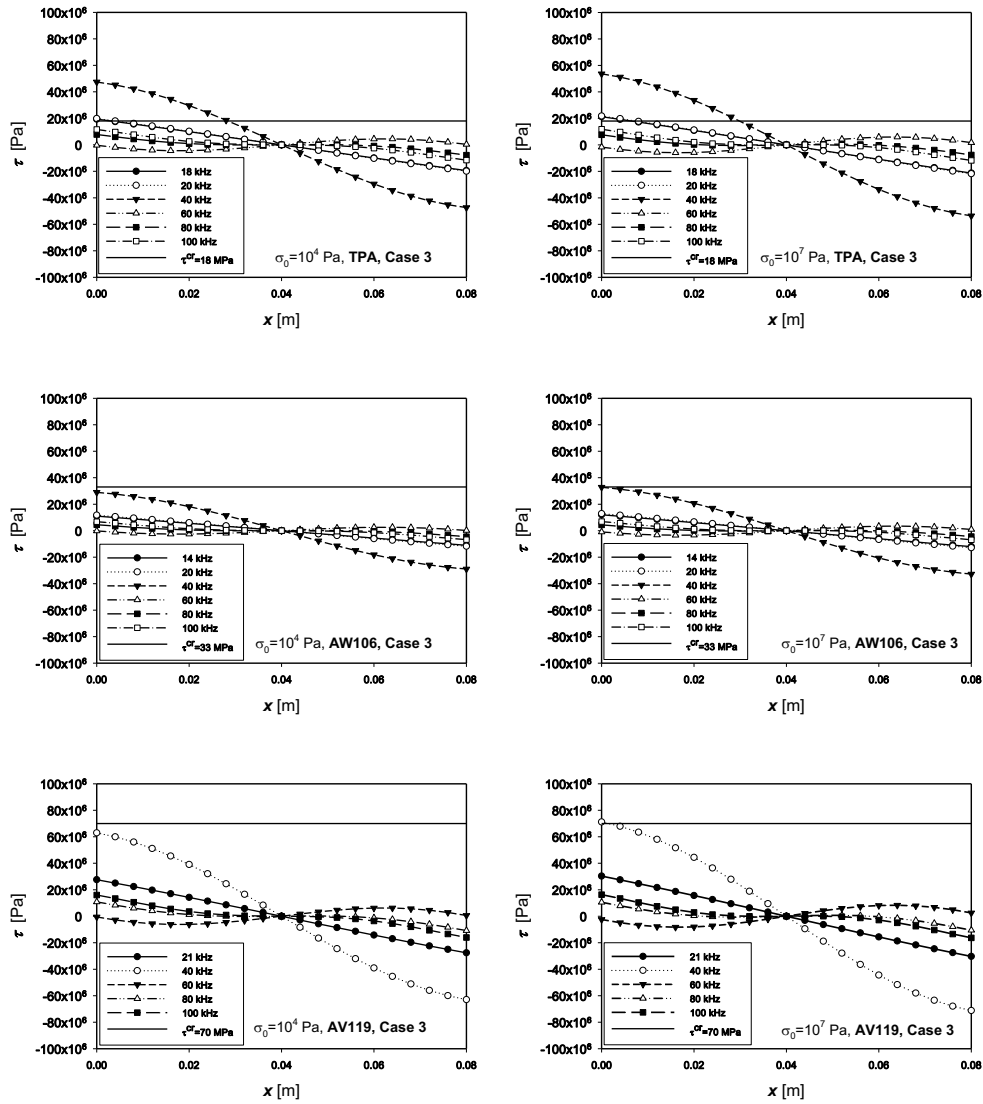 100x10⁶
80x10⁶
60x10⁶
40x10⁶
20x10⁶
0
-20x10⁶
-40x10⁶
-60x10⁶
-80x10⁶
-100x10⁶
τ [Pa]
18 kHz
20 kHz
40 kHz
60 kHz
80 kHz
100 kHz
τᶜʳ=18 MPa
σ₀=10⁴ Pa, TPA, Case 3
0.00 0.02 0.04 0.06 0.08
x [m]
100x10⁶
80x10⁶
60x10⁶
40x10⁶
20x10⁶
0
-20x10⁶
-40x10⁶
-60x10⁶
-80x10⁶
-100x10⁶
τ [Pa]
18 kHz
20 kHz
40 kHz
60 kHz
80 kHz
100 kHz
τᶜʳ=18 MPa
σ₀=10⁷ Pa, TPA, Case 3
0.00 0.02 0.04 0.06 0.08
x [m]
100x10⁶
80x10⁶
60x10⁶
40x10⁶
20x10⁶
0
-20x10⁶
-40x10⁶
-60x10⁶
-80x10⁶
-100x10⁶
τ [Pa]
14 kHz
20 kHz
40 kHz
60 kHz
80 kHz
100 kHz
τᶜʳ=33 MPa
σ₀=10⁴ Pa, AW106, Case 3
0.00 0.02 0.04 0.06 0.08
x [m]
100x10⁶
80x10⁶
60x10⁶
40x10⁶
20x10⁶
0
-20x10⁶
-40x10⁶
-60x10⁶
-80x10⁶
-100x10⁶
τ [Pa]
14 kHz
20 kHz
40 kHz
60 kHz
80 kHz
100 kHz
τᶜʳ=33 MPa
σ₀=10⁷ Pa, AW106, Case 3
0.00 0.02 0.04 0.06 0.08
x [m]
100x10⁶
80x10⁶
60x10⁶
40x10⁶
20x10⁶
0
-20x10⁶
-40x10⁶
-60x10⁶
-80x10⁶
-100x10⁶
τ [Pa]
21 kHz
40 kHz
60 kHz
80 kHz
100 kHz
τᶜʳ=70 MPa
σ₀=10⁴ Pa, AV119, Case 3
0.00 0.02 0.04 0.06 0.08
x [m]
100x10⁶
80x10⁶
60x10⁶
40x10⁶
20x10⁶
0
-20x10⁶
-40x10⁶
-60x10⁶
-80x10⁶
-100x10⁶
τ [Pa]
21 kHz
40 kHz
60 kHz
80 kHz
100 kHz
τᶜʳ=70 MPa
σ₀=10⁷ Pa, AV119, Case 3
0.00 0.02 0.04 0.06 0.08
x [m]